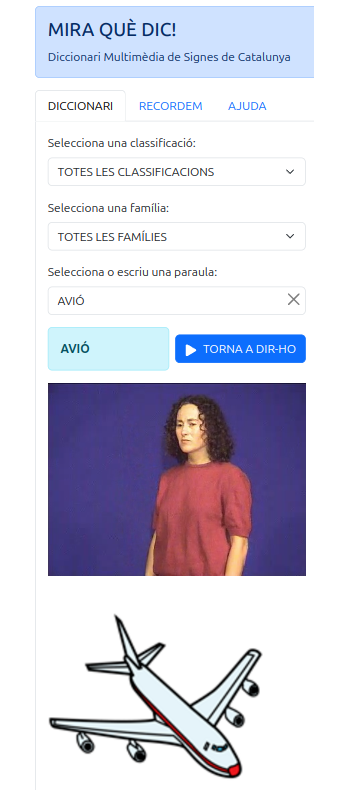 MIRA QUÈ DIC!
Diccionari Multimèdia de Signes de Catalunya
DICCIONARI RECORDEM AJUDA
Selecciona una classificació:
TOTES LES CLASSIFICACIONS
Selecciona una família:
TOTES LES FAMÍLIES
Selecciona o escriu una paraula:
AVIÓ
AVIÓ TORNA A DIR-HO